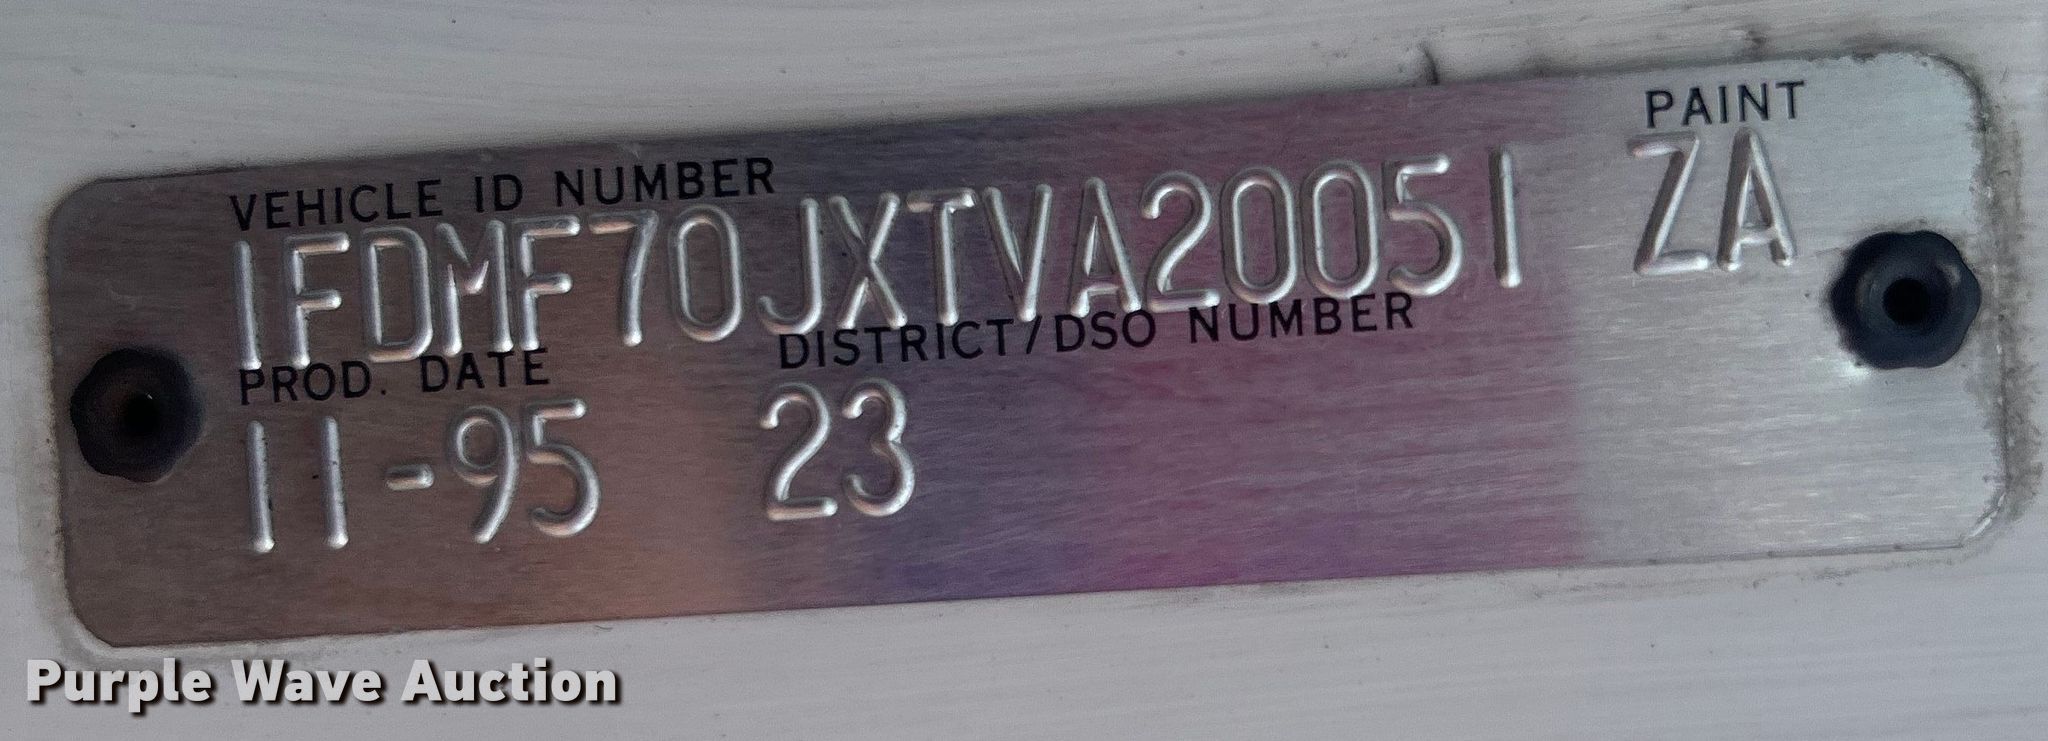 PAINT
VEHICLE ID NUMBER
1FDMF70JXTVA20051 ZA
PROD. DATE DISTRICT/DSO NUMBER
11-95 23
Purple Wave Auction